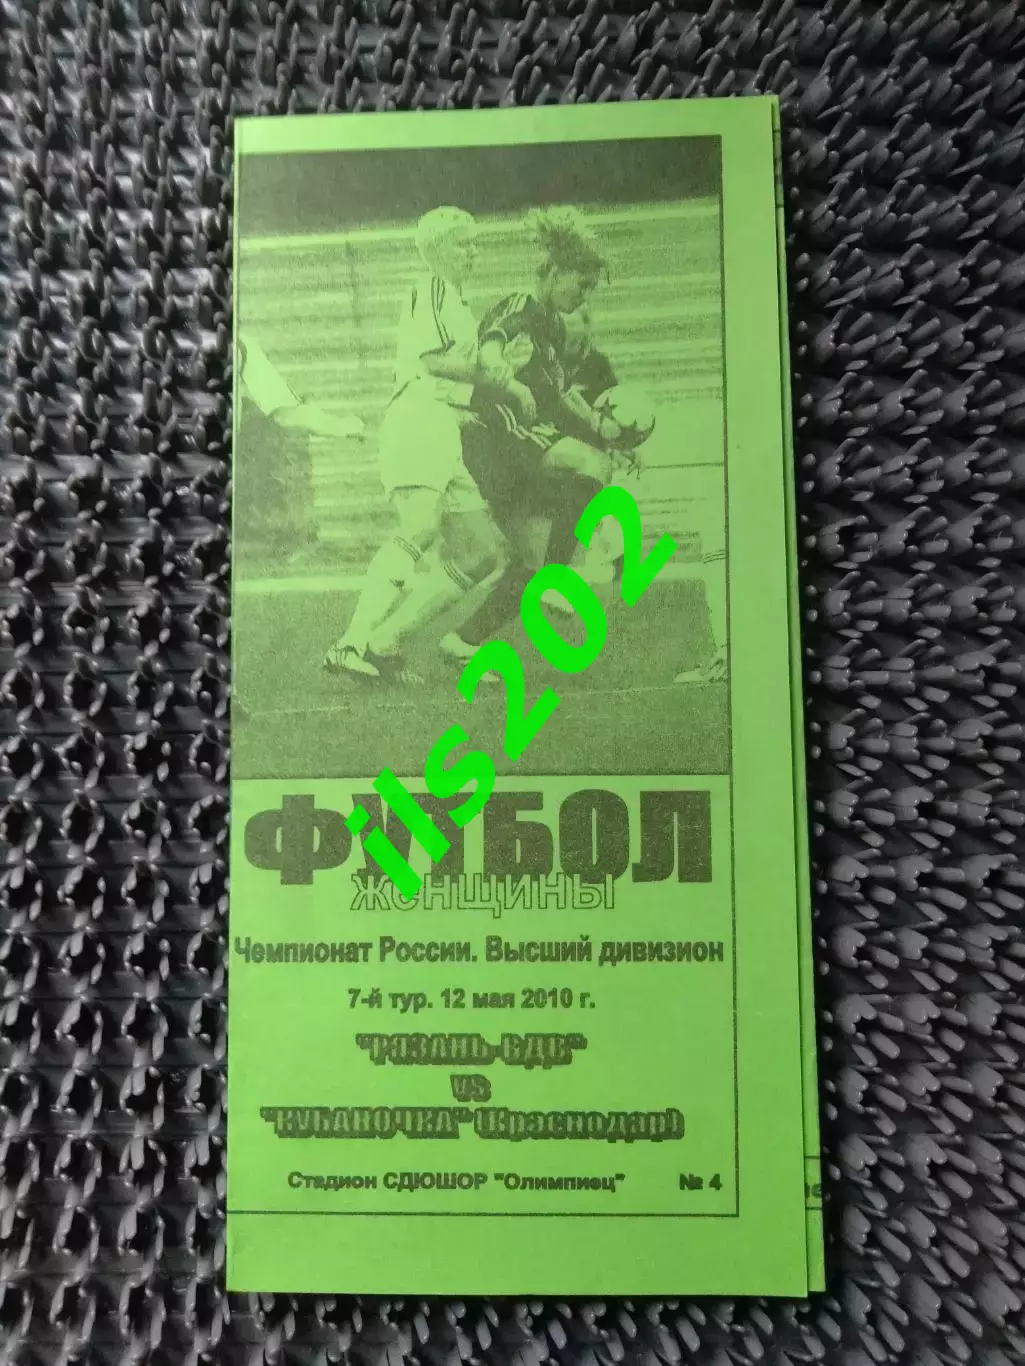 ФУТБОЛ
женщины
Чемпионат России. Высший дивизион
7-й тур. 12 мая 2010 г.
"РЯЗАНЬ-ВДВ"
VS
"КУБАНОЧКА" (Краснодар)
Стадион СДЮШОР "Олимпиец" № 4
ils202